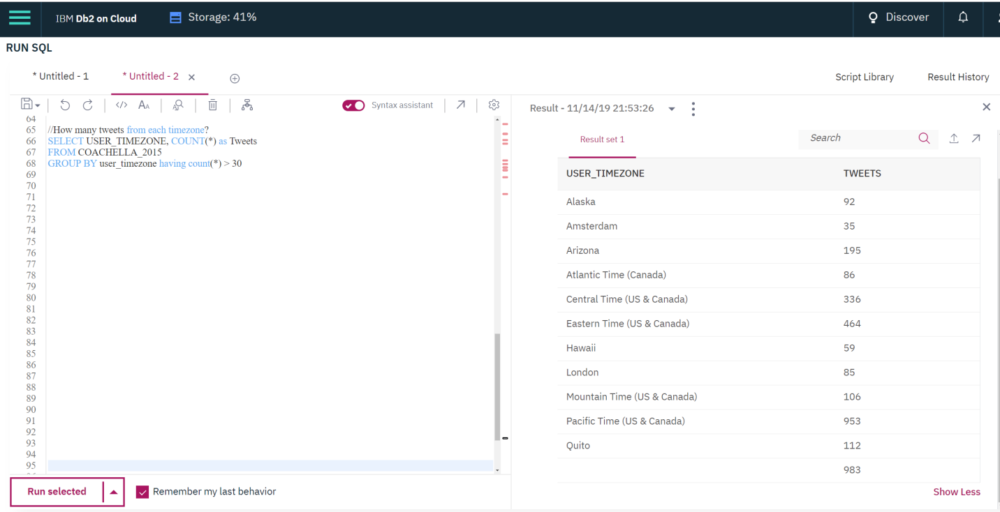 IBM Db2 on Cloud
Storage: 41%
Discover
RUN SQL
* Untitled - 1
* Untitled - 2
Script Library
Result History
Syntax assistant
Result - 11/14/19 21:53:26
64
65 //How many tweets from each timezone?
66 SELECT USER_TIMEZONE, COUNT(*) as Tweets
67 FROM COACHELLA_2015
68 GROUP BY user_timezone having count(*) > 30
69
70
71
72
73
74
75
76
77
78
79
80
81
82
83
84
85
86
87
88
89
90
91
92
93
94
95
Result set 1
Search
USER_TIMEZONE TWEETS
Alaska 92
Amsterdam 35
Arizona 195
Atlantic Time (Canada) 86
Central Time (US & Canada) 336
Eastern Time (US & Canada) 464
Hawaii 59
London 85
Mountain Time (US & Canada) 106
Pacific Time (US & Canada) 953
Quito 112
983
Run selected
Remember my last behavior
Show Less